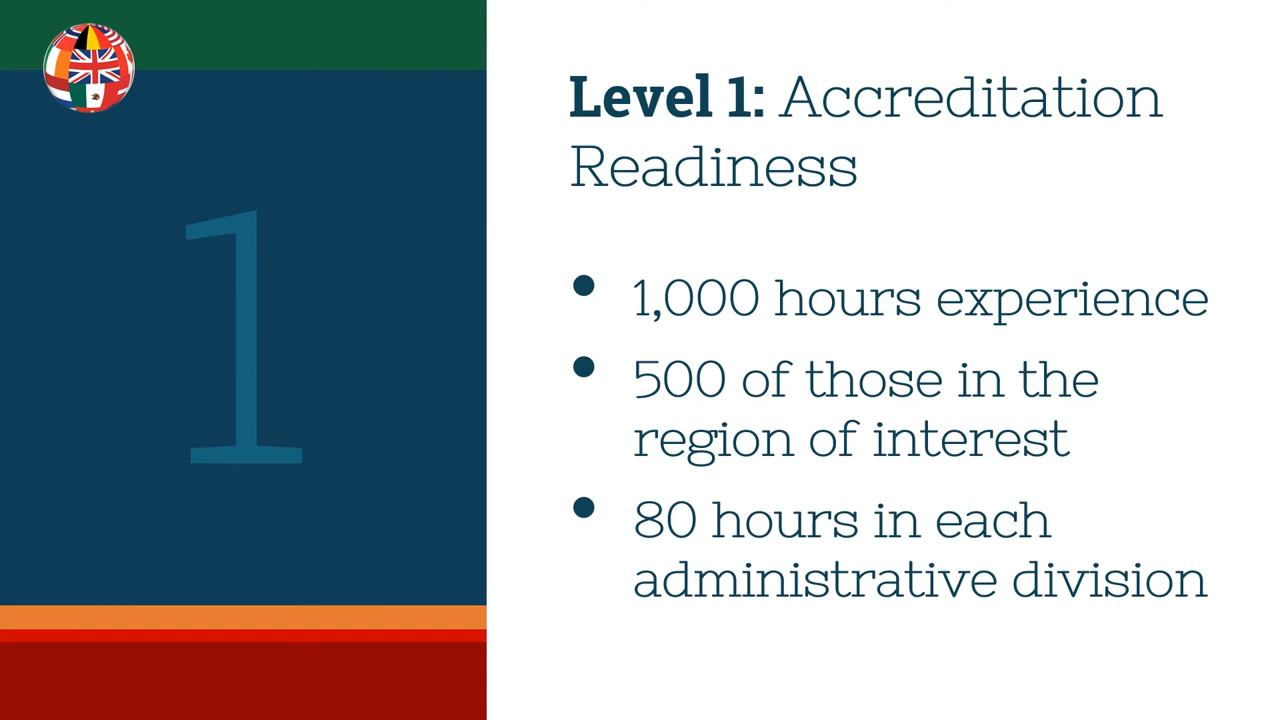 1
Level 1: Accreditation
Readiness
• 1,000 hours experience
• 500 of those in the
region of interest
• 80 hours in each
administrative division